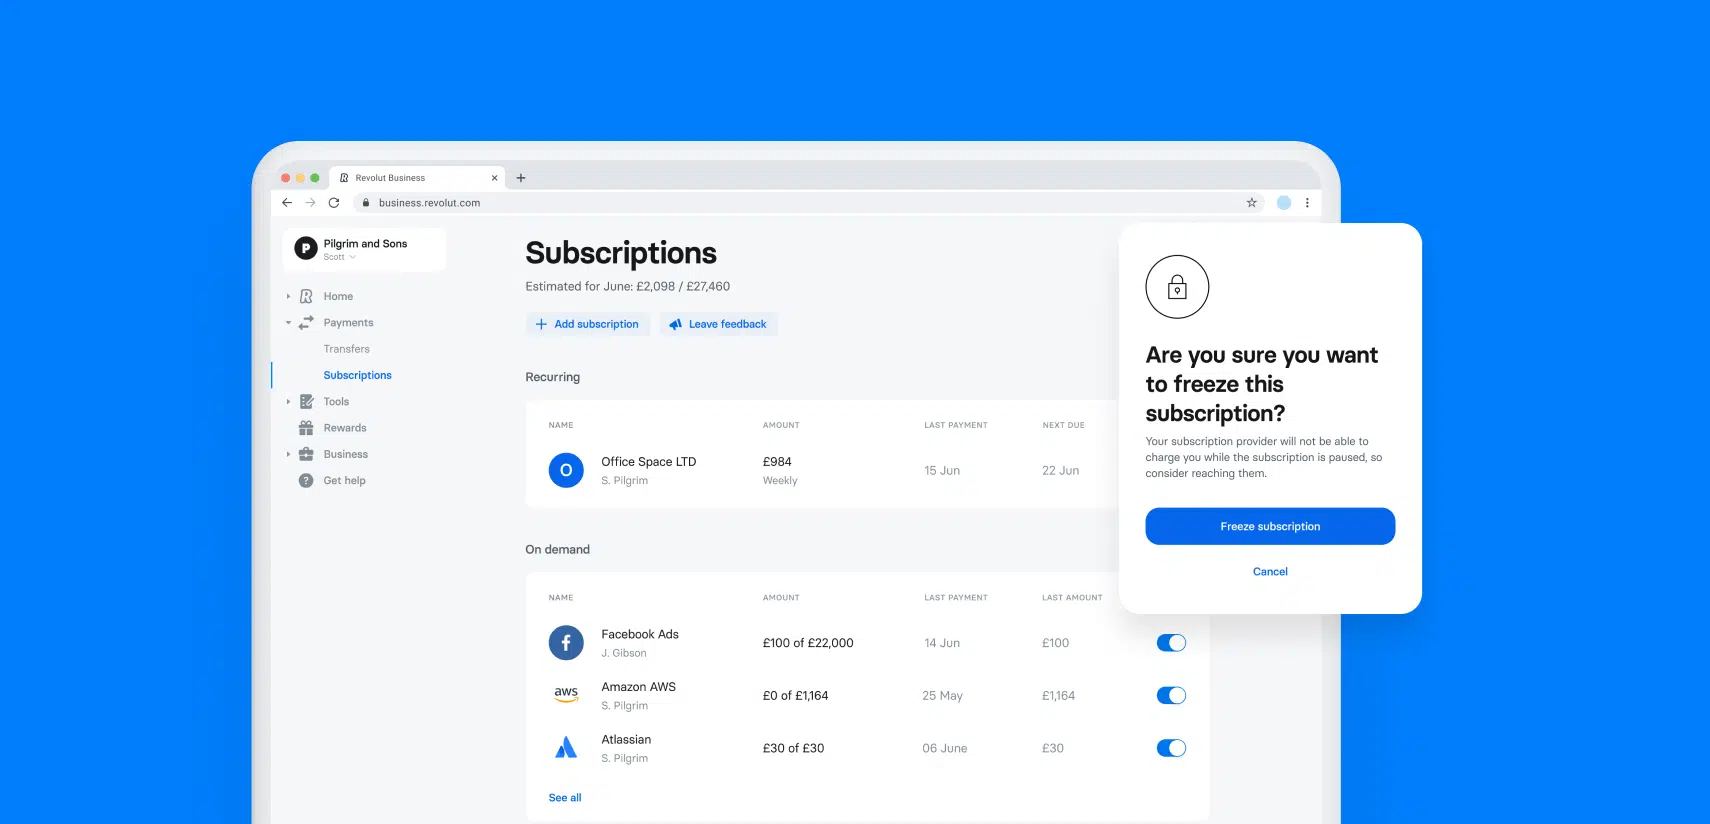 Revolut Business
business.revolut.com
P
Pilgrim and Sons
Scott
Home
Payments
Transfers
Subscriptions
Tools
Rewards
Business
Get help
Subscriptions
Estimated for June: £2,098 / £27,460
Add subscription
Leave feedback
Recurring
NAME AMOUNT LAST PAYMENT NEXT DUE
O Office Space LTD £984 15 Jun 22 Jun
S. Pilgrim Weekly
On demand
NAME AMOUNT LAST PAYMENT LAST AMOUNT
Facebook Ads £100 of £22,000 14 Jun £100
J. Gibson
aws Amazon AWS £0 of £1,164 25 May £1,164
S. Pilgrim
Atlassian £30 of £30 06 June £30
S. Pilgrim
See all
Are you sure you want
to freeze this
subscription?
Your subscription provider will not be able to
charge you while the subscription is paused, so
consider reaching them.
Freeze subscription
Cancel